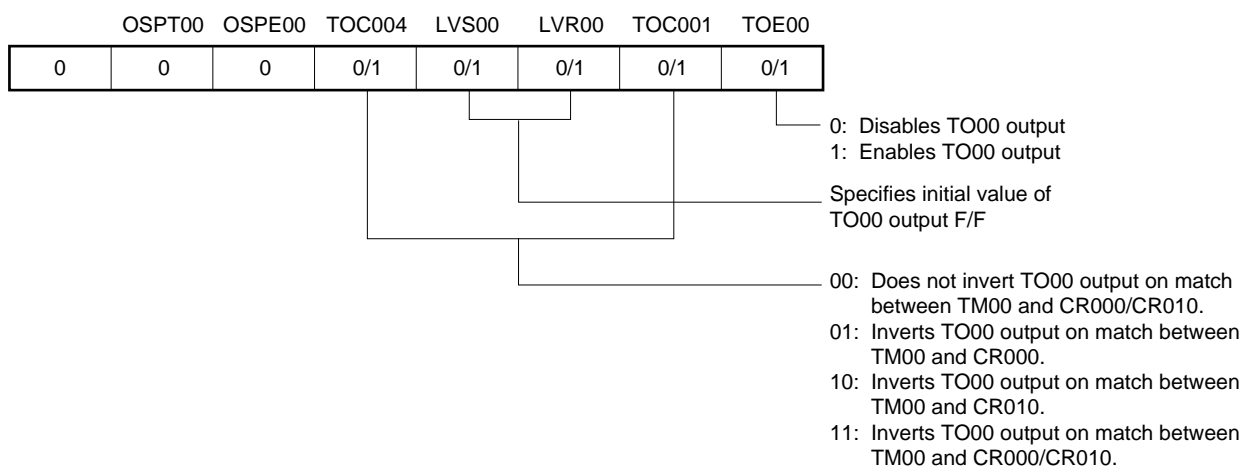 OSPT00 OSPE00 TOC004 LVS00 LVR00 TOC001 TOE00
0 0 0 0/1 0/1 0/1 0/1 0/1
0: Disables TO00 output
1: Enables TO00 output
Specifies initial value of
TO00 output F/F
00: Does not invert TO00 output on match
between TM00 and CR000/CR010.
01: Inverts TO00 output on match between
TM00 and CR000.
10: Inverts TO00 output on match between
TM00 and CR010.
11: Inverts TO00 output on match between
TM00 and CR000/CR010.